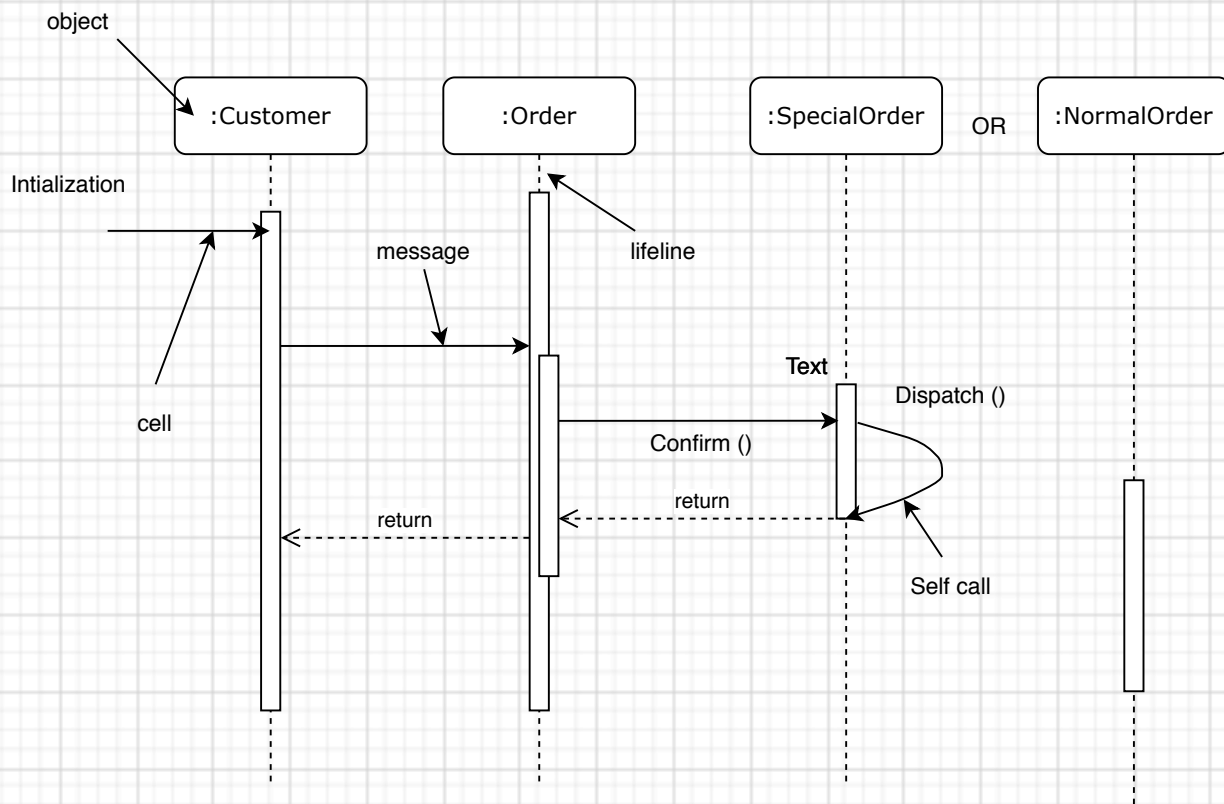 object
:Customer
:Order
:SpecialOrder
OR
:NormalOrder
Intialization
message
lifeline
Text
Dispatch ()
cell
Confirm ()
return
return
Self call